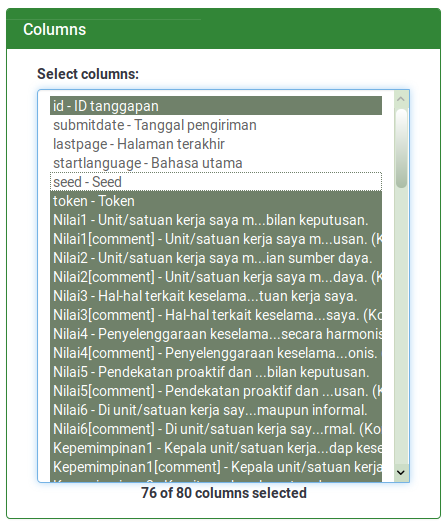 Columns
Select columns:
id - ID tanggapan
submitdate - Tanggal pengiriman
lastpage - Halaman terakhir
startlanguage - Bahasa utama
seed - Seed
token - Token
Nilai1 - Unit/satuan kerja saya m...bilan keputusan.
Nilai1[comment] - Unit/satuan kerja saya m...usan. (K
Nilai2 - Unit/satuan kerja saya m...ian sumber daya.
Nilai2[comment] - Unit/satuan kerja saya m...daya. (K
Nilai3 - Hal-hal terkait keselama...tuan kerja saya.
Nilai3[comment] - Hal-hal terkait keselama...saya. (Ko
Nilai4 - Penyelenggaraan keselama...secara harmonis
Nilai4[comment] - Penyelenggaraan keselama...onis.
Nilai5 - Pendekatan proaktif dan ...bilan keputusan.
Nilai5[comment] - Pendekatan proaktif dan ...usan. (K
Nilai6 - Di unit/satuan kerja say...maupun informal.
Nilai6[comment] - Di unit/satuan kerja say...rmal. (Ko
Kepemimpinan1 - Kepala unit/satuan kerja...dap kese
Kepemimpinan1[comment] - Kepala unit/satuan kerja
76 of 80 columns selected